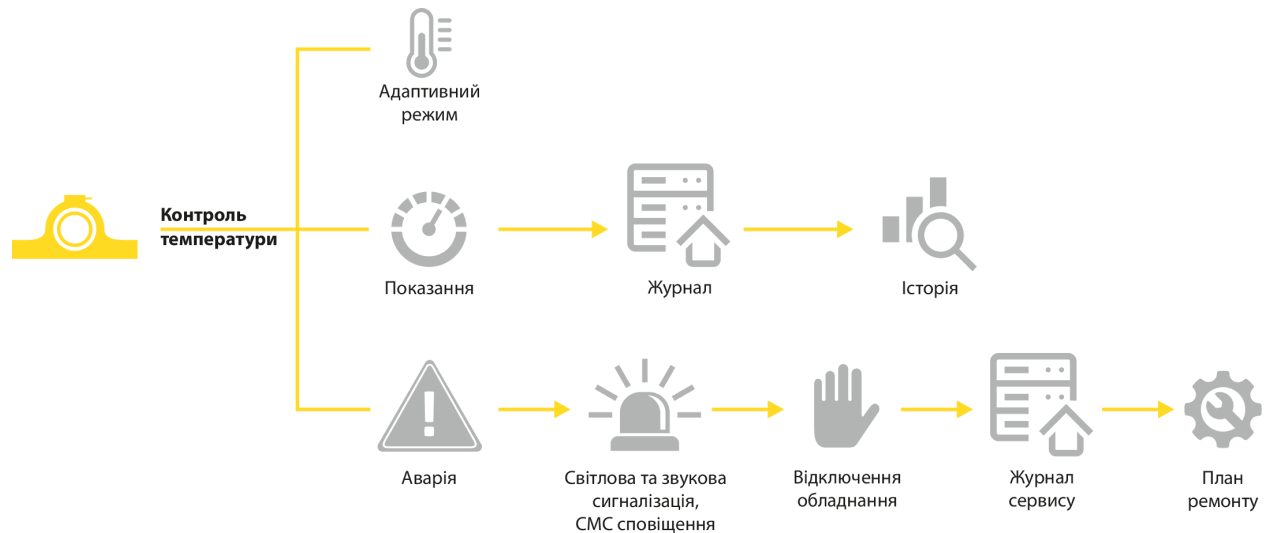 Адаптивний
режим
Контроль
температури
Показання
Журнал
Історія
Аварія
Світлова та звукова
сигналізація,
СМС сповіщення
Відключення
обладнання
Журнал
сервису
План
ремонту